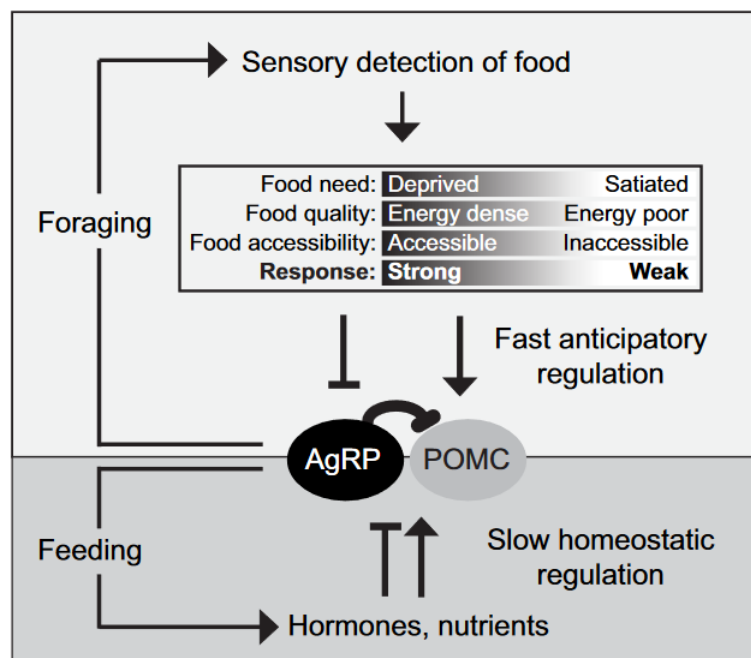 Sensory detection of food
Foraging
Food need: Deprived Satiated
Food quality: Energy dense Energy poor
Food accessibility: Accessible Inaccessible
Response: Strong Weak
Fast anticipatory
regulation
AgRP POMC
Feeding
Slow homeostatic
regulation
Hormones, nutrients